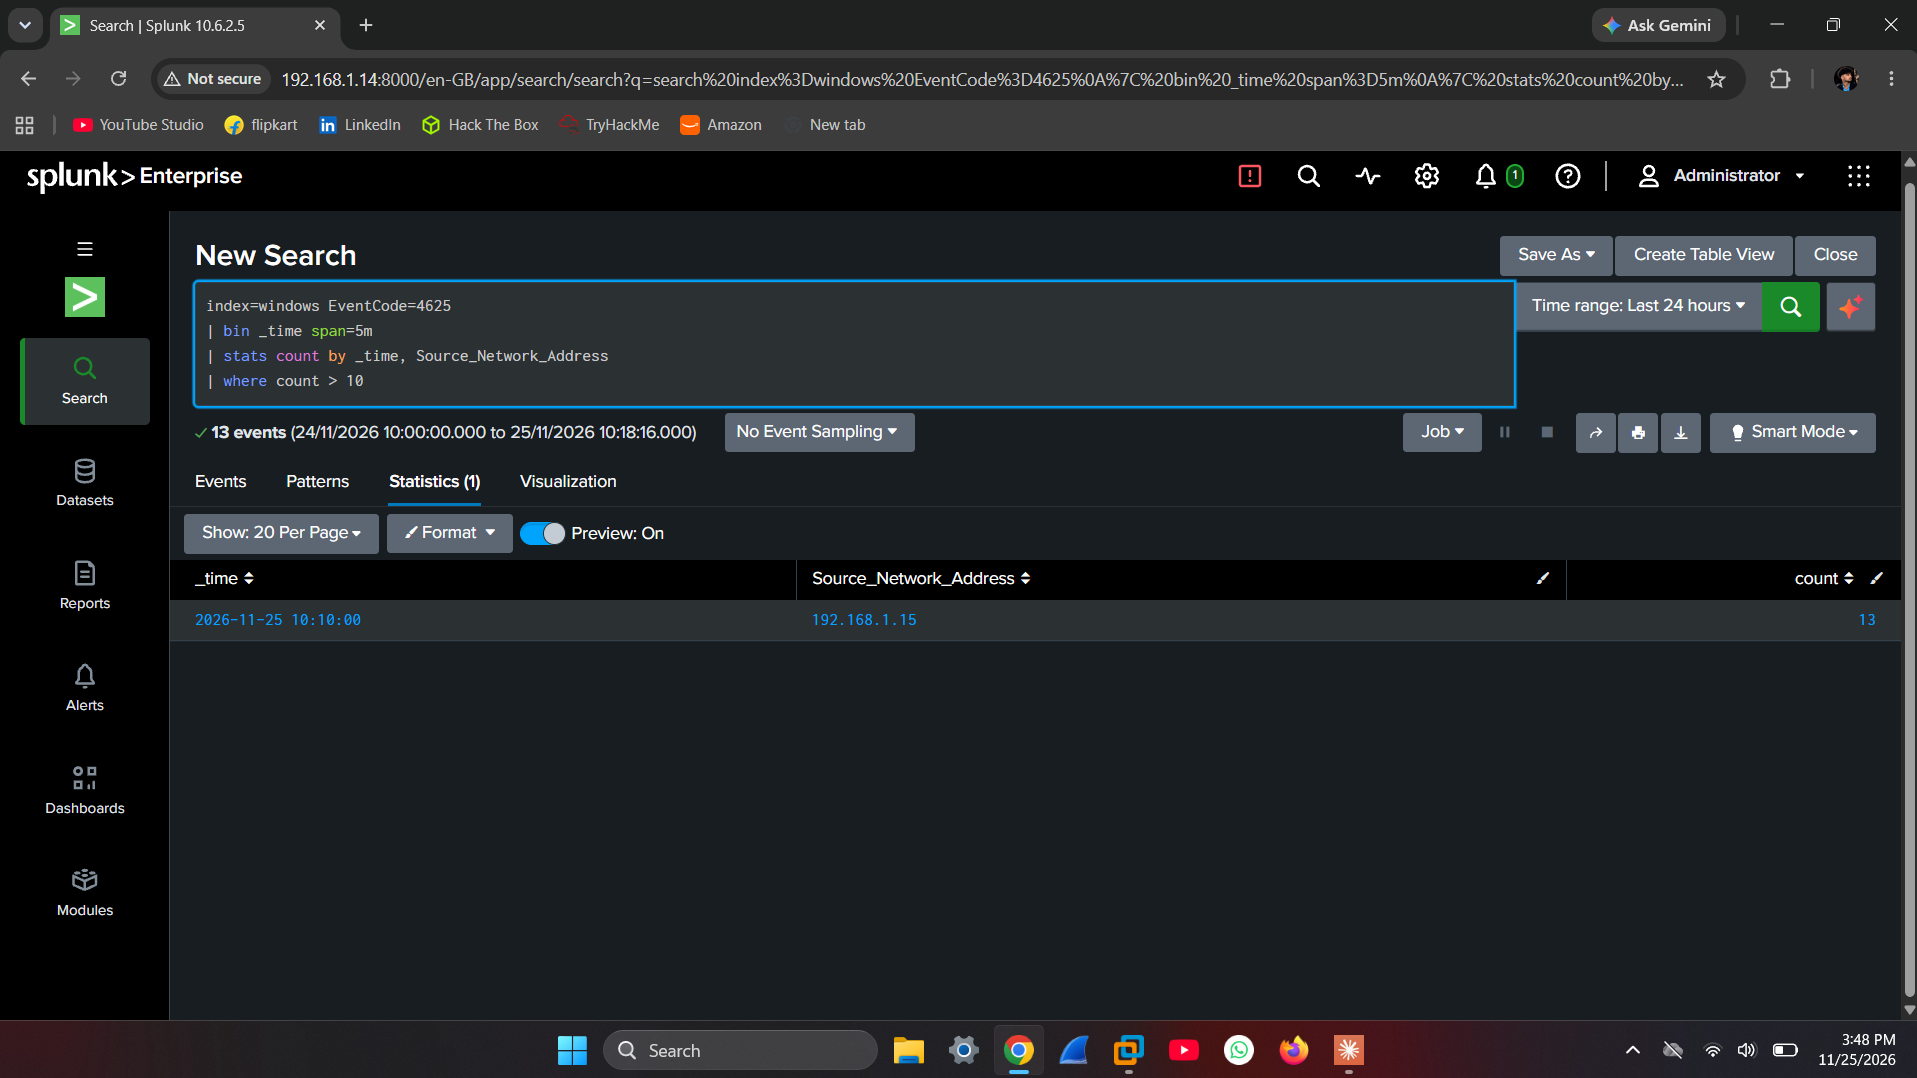 Search | Splunk 10.6.2.5
Ask Gemini
Not secure
192.168.1.14:8000/en-GB/app/search/search?q=search%20index%3Dwindows%20EventCode%3D4625%0A%7C%20bin%20_time%20span%3D5m%0A%7C%20stats%20count%20by...
YouTube Studio
flipkart
LinkedIn
Hack The Box
TryHackMe
Amazon
New tab
splunk>Enterprise
1
Administrator
New Search
Save As
Create Table View
Close
index=windows EventCode=4625
| bin _time span=5m
| stats count by _time, Source_Network_Address
| where count > 10
Time range: Last 24 hours
13 events (24/11/2026 10:00:00.000 to 25/11/2026 10:18:16.000)
No Event Sampling
Job
Smart Mode
Search
Datasets
Reports
Alerts
Dashboards
Modules
Events
Patterns
Statistics (1)
Visualization
Show: 20 Per Page
Format
Preview: On
_time
Source_Network_Address
count
2026-11-25 10:10:00
192.168.1.15
13
Search
3:48 PM
11/25/2026